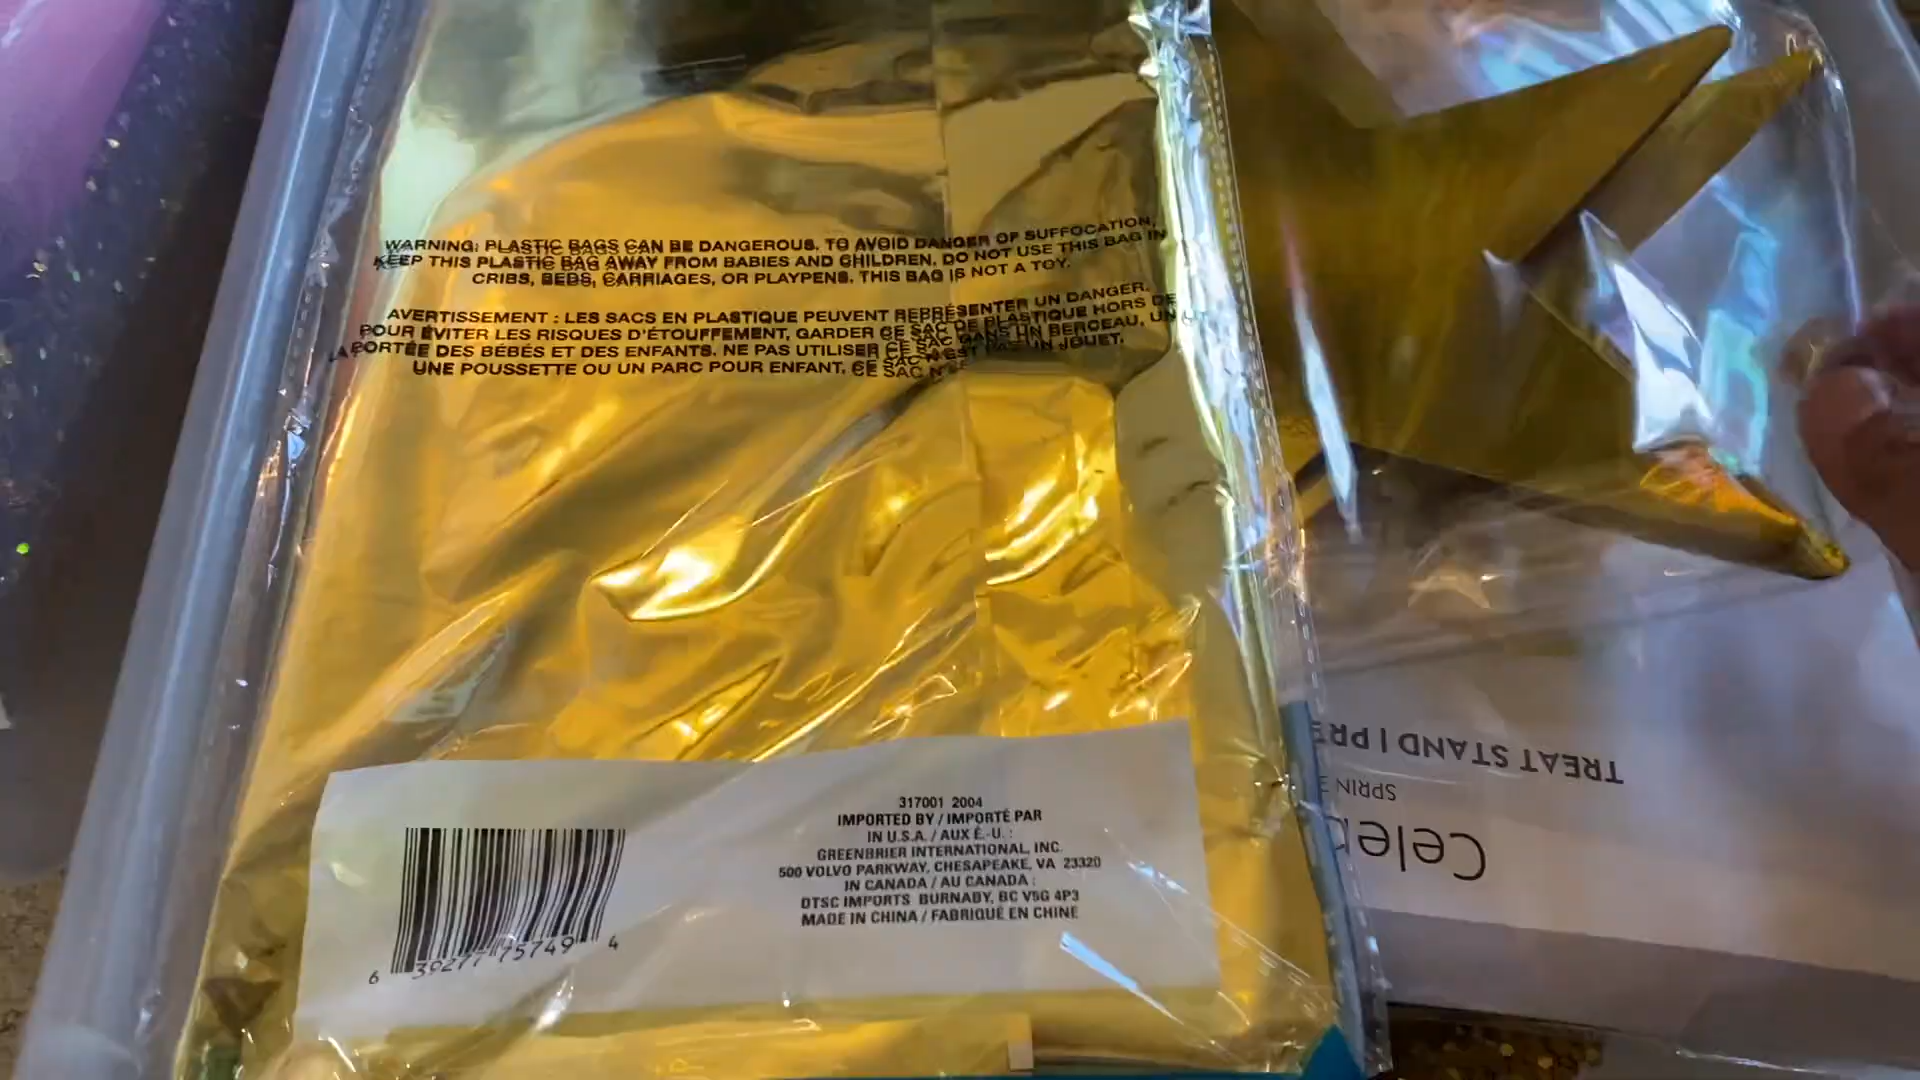 WARNING: PLASTIC BAGS CAN BE DANGEROUS. TO AVOID DANGER OF SUFFOCATION,
KEEP THIS PLASTIC BAG AWAY FROM BABIES AND CHILDREN. DO NOT USE THIS BAG IN
CRIBS, BEDS, CARRIAGES, OR PLAYPENS. THIS BAG IS NOT A TOY.
AVERTISSEMENT : LES SACS EN PLASTIQUE PEUVENT REPRÉSENTER UN DANGER.
POUR ÉVITER LES RISQUES D'ÉTOUFFEMENT, GARDER CE SAC DE PLASTIQUE HORS DE
LA PORTÉE DES BÉBÉS ET DES ENFANTS. NE PAS UTILISER CE SAC DANS UN BERCEAU, UN LIT
UNE POUSSETTE OU UN PARC POUR ENFANT. CE SAC N'EST PAS UN JOUET.
317001 2004
IMPORTED BY / IMPORTÉ PAR
IN U.S.A. / AUX É.-U. :
GREENBRIER INTERNATIONAL, INC.
500 VOLVO PARKWAY, CHESAPEAKE, VA 23320
IN CANADA / AU CANADA :
DTSC IMPORTS BURNABY, BC V5G 4P3
MADE IN CHINA / FABRIQUÉ EN CHINE
6 39277 75749 4
Celeb
SPRIN
TREAT STAND | PRE